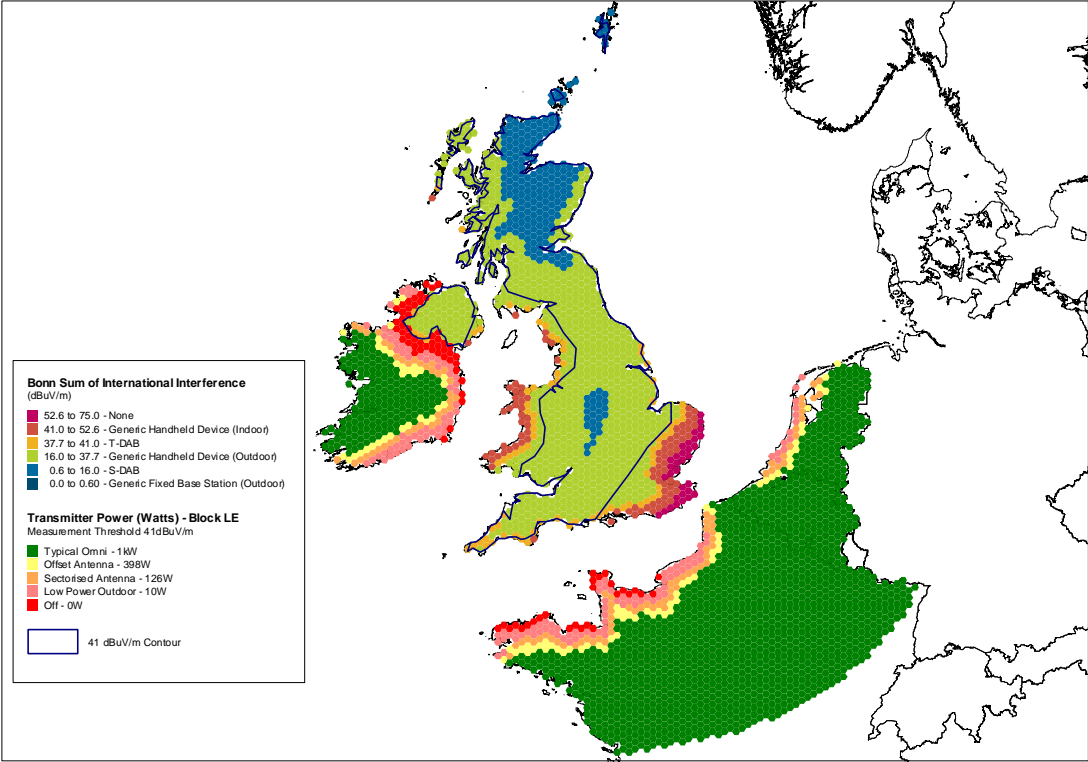 Bonn Sum of International Interference
(dBuV/m)
52.6 to 75.0 - None
41.0 to 52.6 - Generic Handheld Device (Indoor)
37.7 to 41.0 - T-DAB
16.0 to 37.7 - Generic Handheld Device (Outdoor)
0.6 to 16.0 - S-DAB
0.0 to 0.60 - Generic Fixed Base Station (Outdoor)
Transmitter Power (Watts) - Block LE
Measurement Threshold 41dBuV/m
Typical Omni - 1kW
Offset Antenna - 398W
Sectorised Antenna - 126W
Low Power Outdoor - 10W
Off - 0W
41 dBuV/m Contour